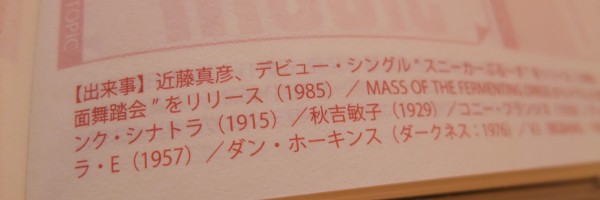 TOPIC
【出来事】近藤真彦、デビュー・シングル“スニーカーぶるーす
面舞踏会”をリリース（1985）／MASS OF THE FERMENTING
ンク・シナトラ（1915）／秋吉敏子（1929）／コニー・フランシス
ラ・E（1957）／ダン・ホーキンス（ダークネス：1976）／